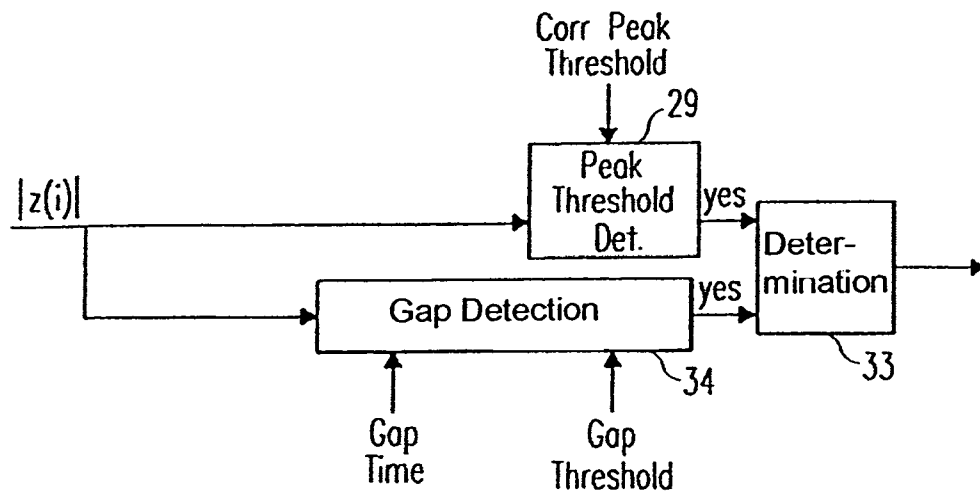 Corr Peak
Threshold
29
|z(i)|
Peak
Threshold
Det.
yes
Deter-
mination
33
Gap Detection
yes
34
Gap
Time
Gap
Threshold